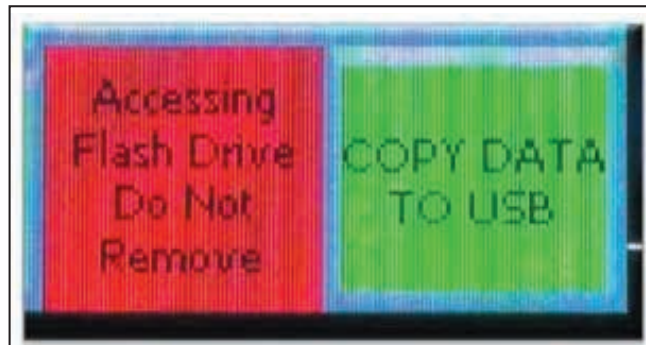 Accessing
Flash Drive
Do Not
Remove
COPY DATA
TO USB